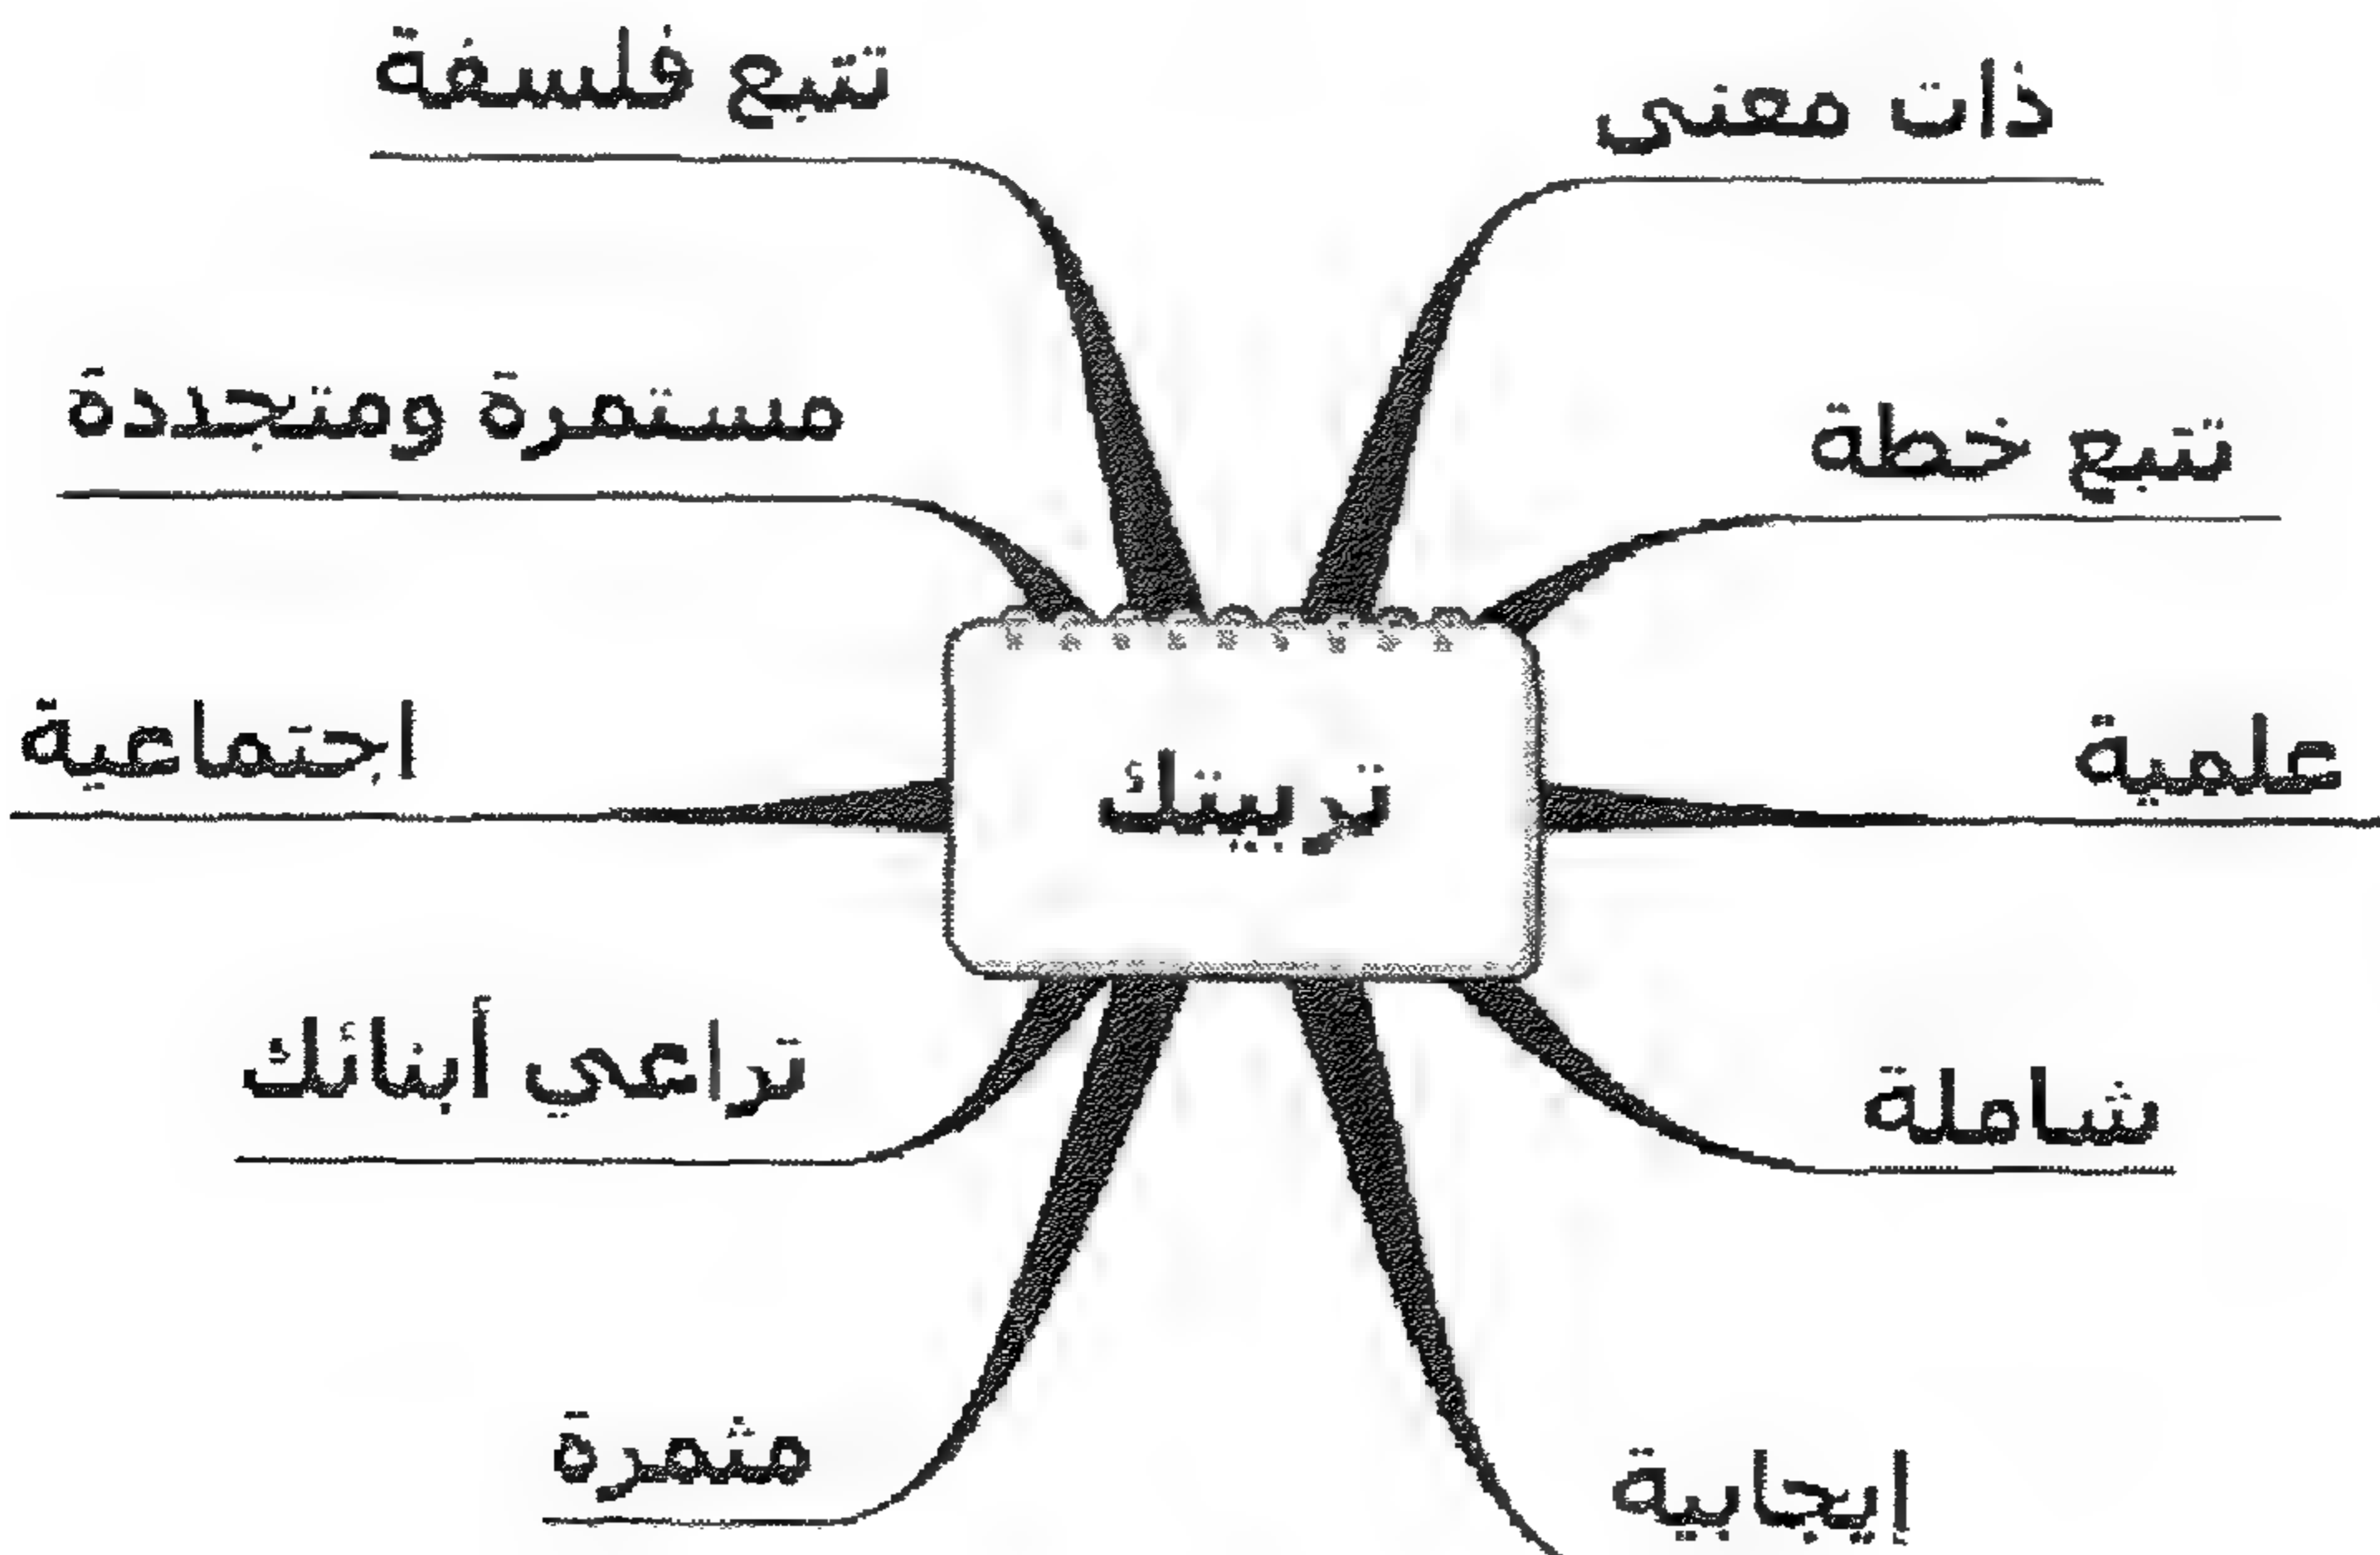 ذات معنى
تتبع فلسفة
تتبع خطة
مستمرة ومتجددة
علمية
اجتماعية
تربيتك
شاملة
تراعي أبنائك
إيجابية
مثمرة